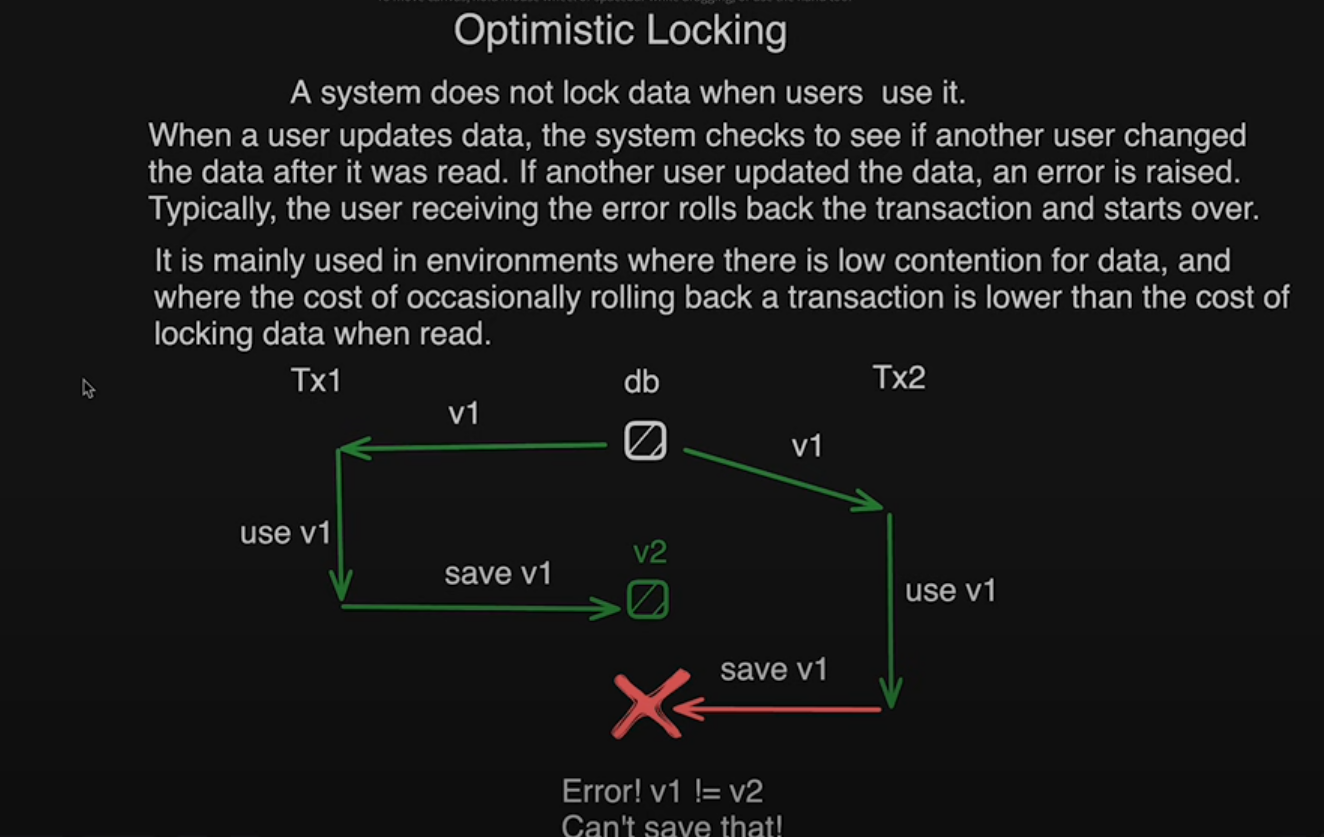 Optimistic Locking
A system does not lock data when users  use it.
When a user updates data, the system checks to see if another user changed
the data after it was read. If another user updated the data, an error is raised.
Typically, the user receiving the error rolls back the transaction and starts over.
It is mainly used in environments where there is low contention for data, and
where the cost of occasionally rolling back a transaction is lower than the cost of
locking data when read.
Tx1
db
Tx2
v1
v1
use v1
v2
save v1
use v1
save v1
Error! v1 != v2
Can't save that!